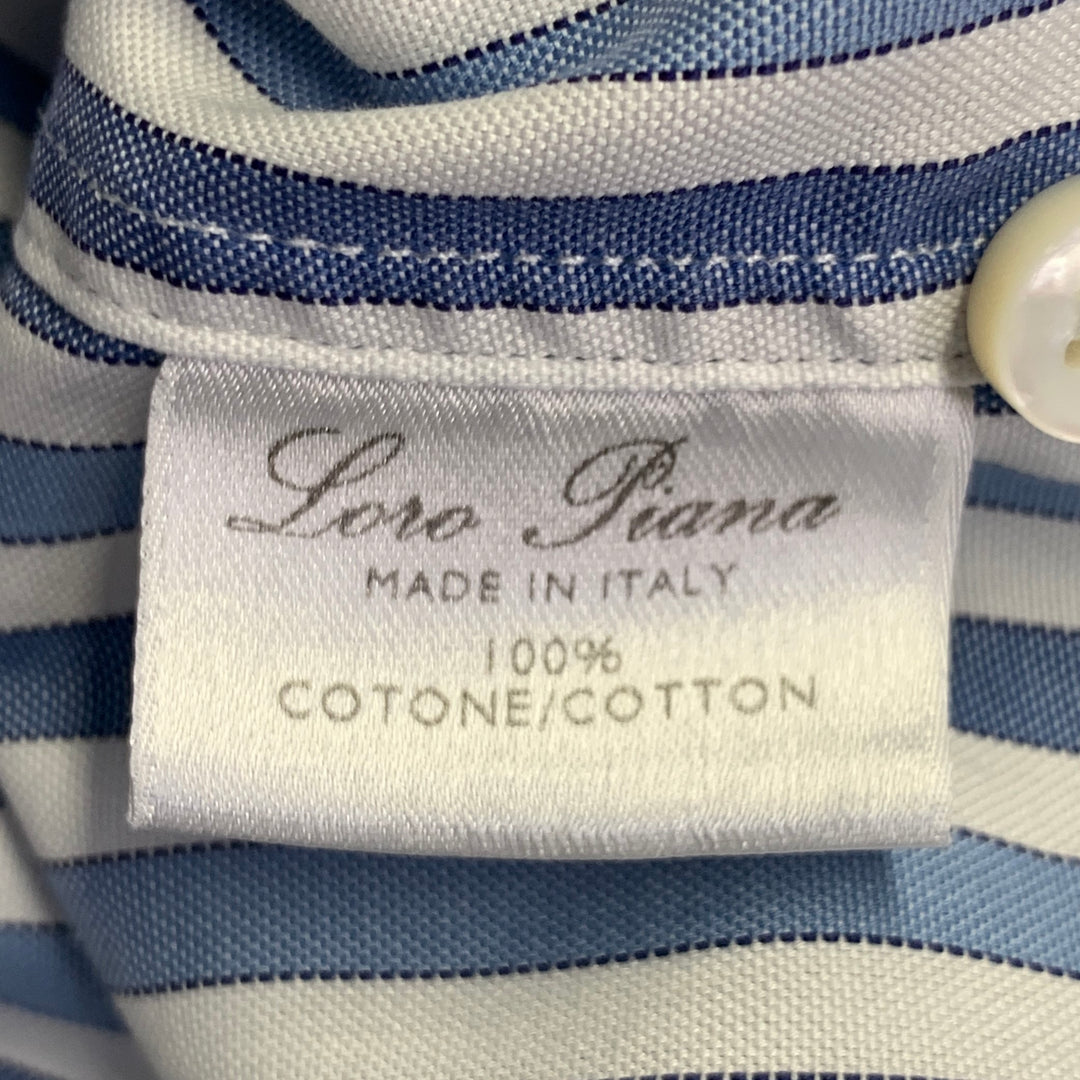 Loro Piana
MADE IN ITALY
100%
COTONE/COTTON